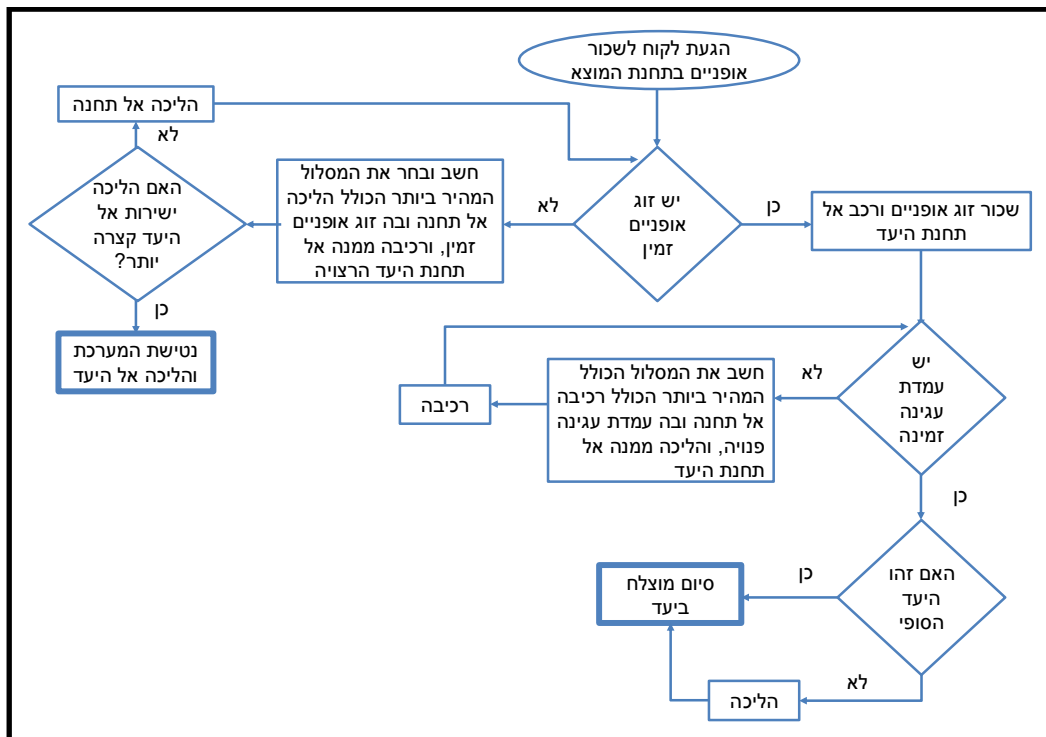 הגעת לקוח לשכור
אופניים בתחנת המוצא
יש זוג
אופניים
זמין
כן
שכור זוג אופניים ורכב אל
תחנת היעד
לא
חשב ובחר את המסלול
המהיר ביותר הכולל הליכה
אל תחנה ובה זוג אופניים
זמין, ורכיבה ממנה אל
תחנת היעד הרצויה
האם הליכה
ישירות אל
היעד קצרה
יותר?
לא
הליכה אל תחנה
כן
נטישת המערכת
והליכה אל היעד
יש
עמדת
עגינה
זמינה
לא
חשב את המסלול הכולל
המהיר ביותר הכולל רכיבה
אל תחנה ובה עמדת עגינה
פנויה, והליכה ממנה אל
תחנת היעד
רכיבה
כן
האם זהו
היעד
הסופי
כן
סיום מוצלח
ביעד
לא
הליכה